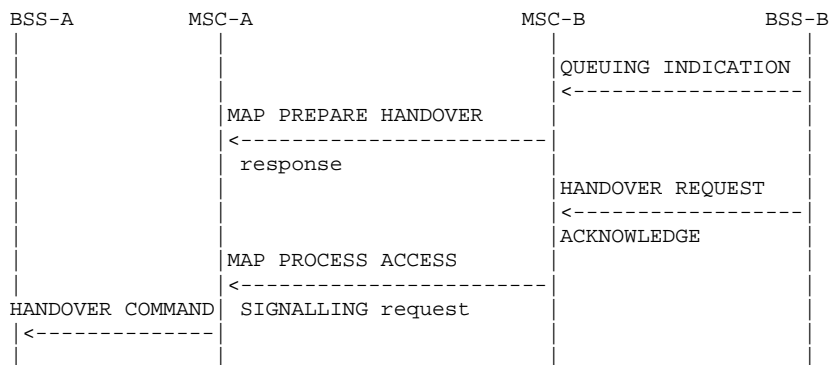 BSS-A MSC-A MSC-B BSS-B
QUEUING INDICATION
MAP PREPARE HANDOVER
response
HANDOVER REQUEST
ACKNOWLEDGE
MAP PROCESS ACCESS
HANDOVER COMMAND SIGNALLING request